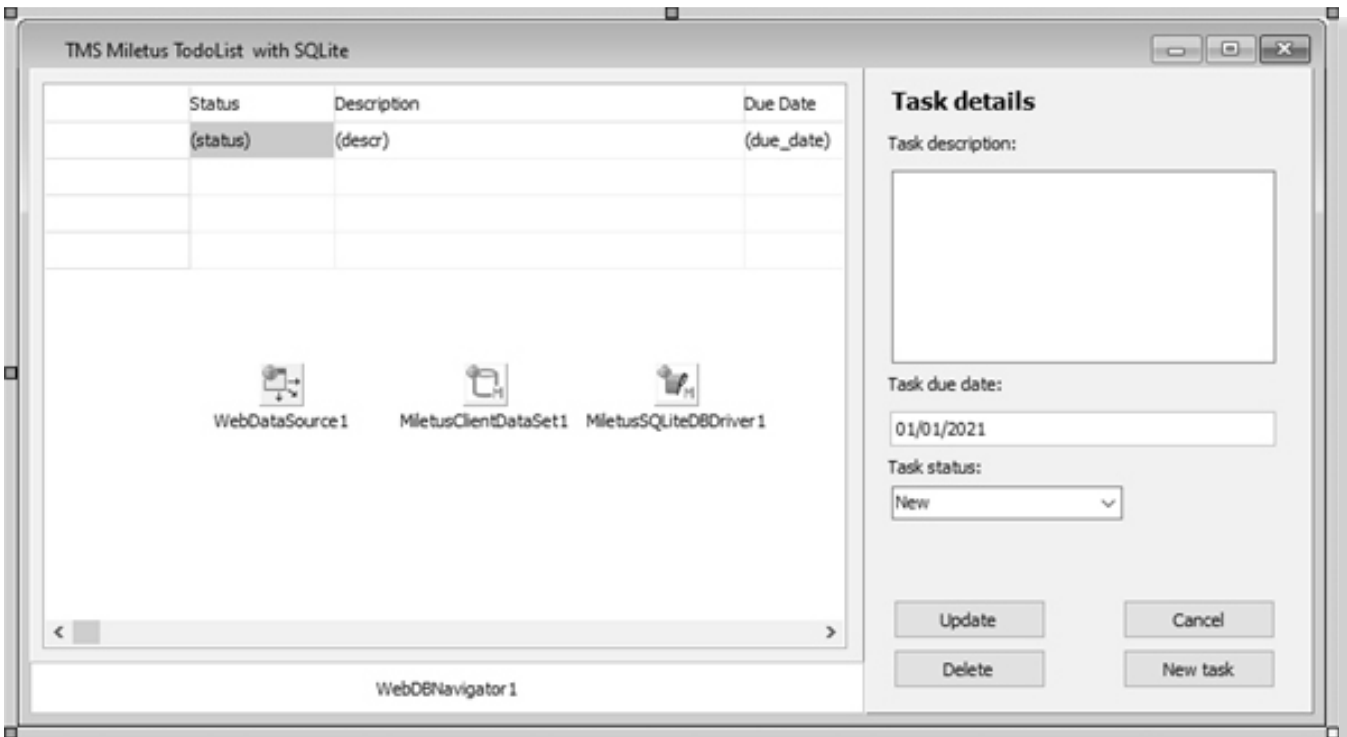 TMS Miletus TodoList with SQLite
Status Description Due Date
(status) (descr) (due_date)
WebDataSource1 MiletusClientDataSet1 MiletusSQLiteDBDriver1
WebDBNavigator1
Task details
Task description:
Task due date:
01/01/2021
Task status:
New
Update Cancel
Delete New task